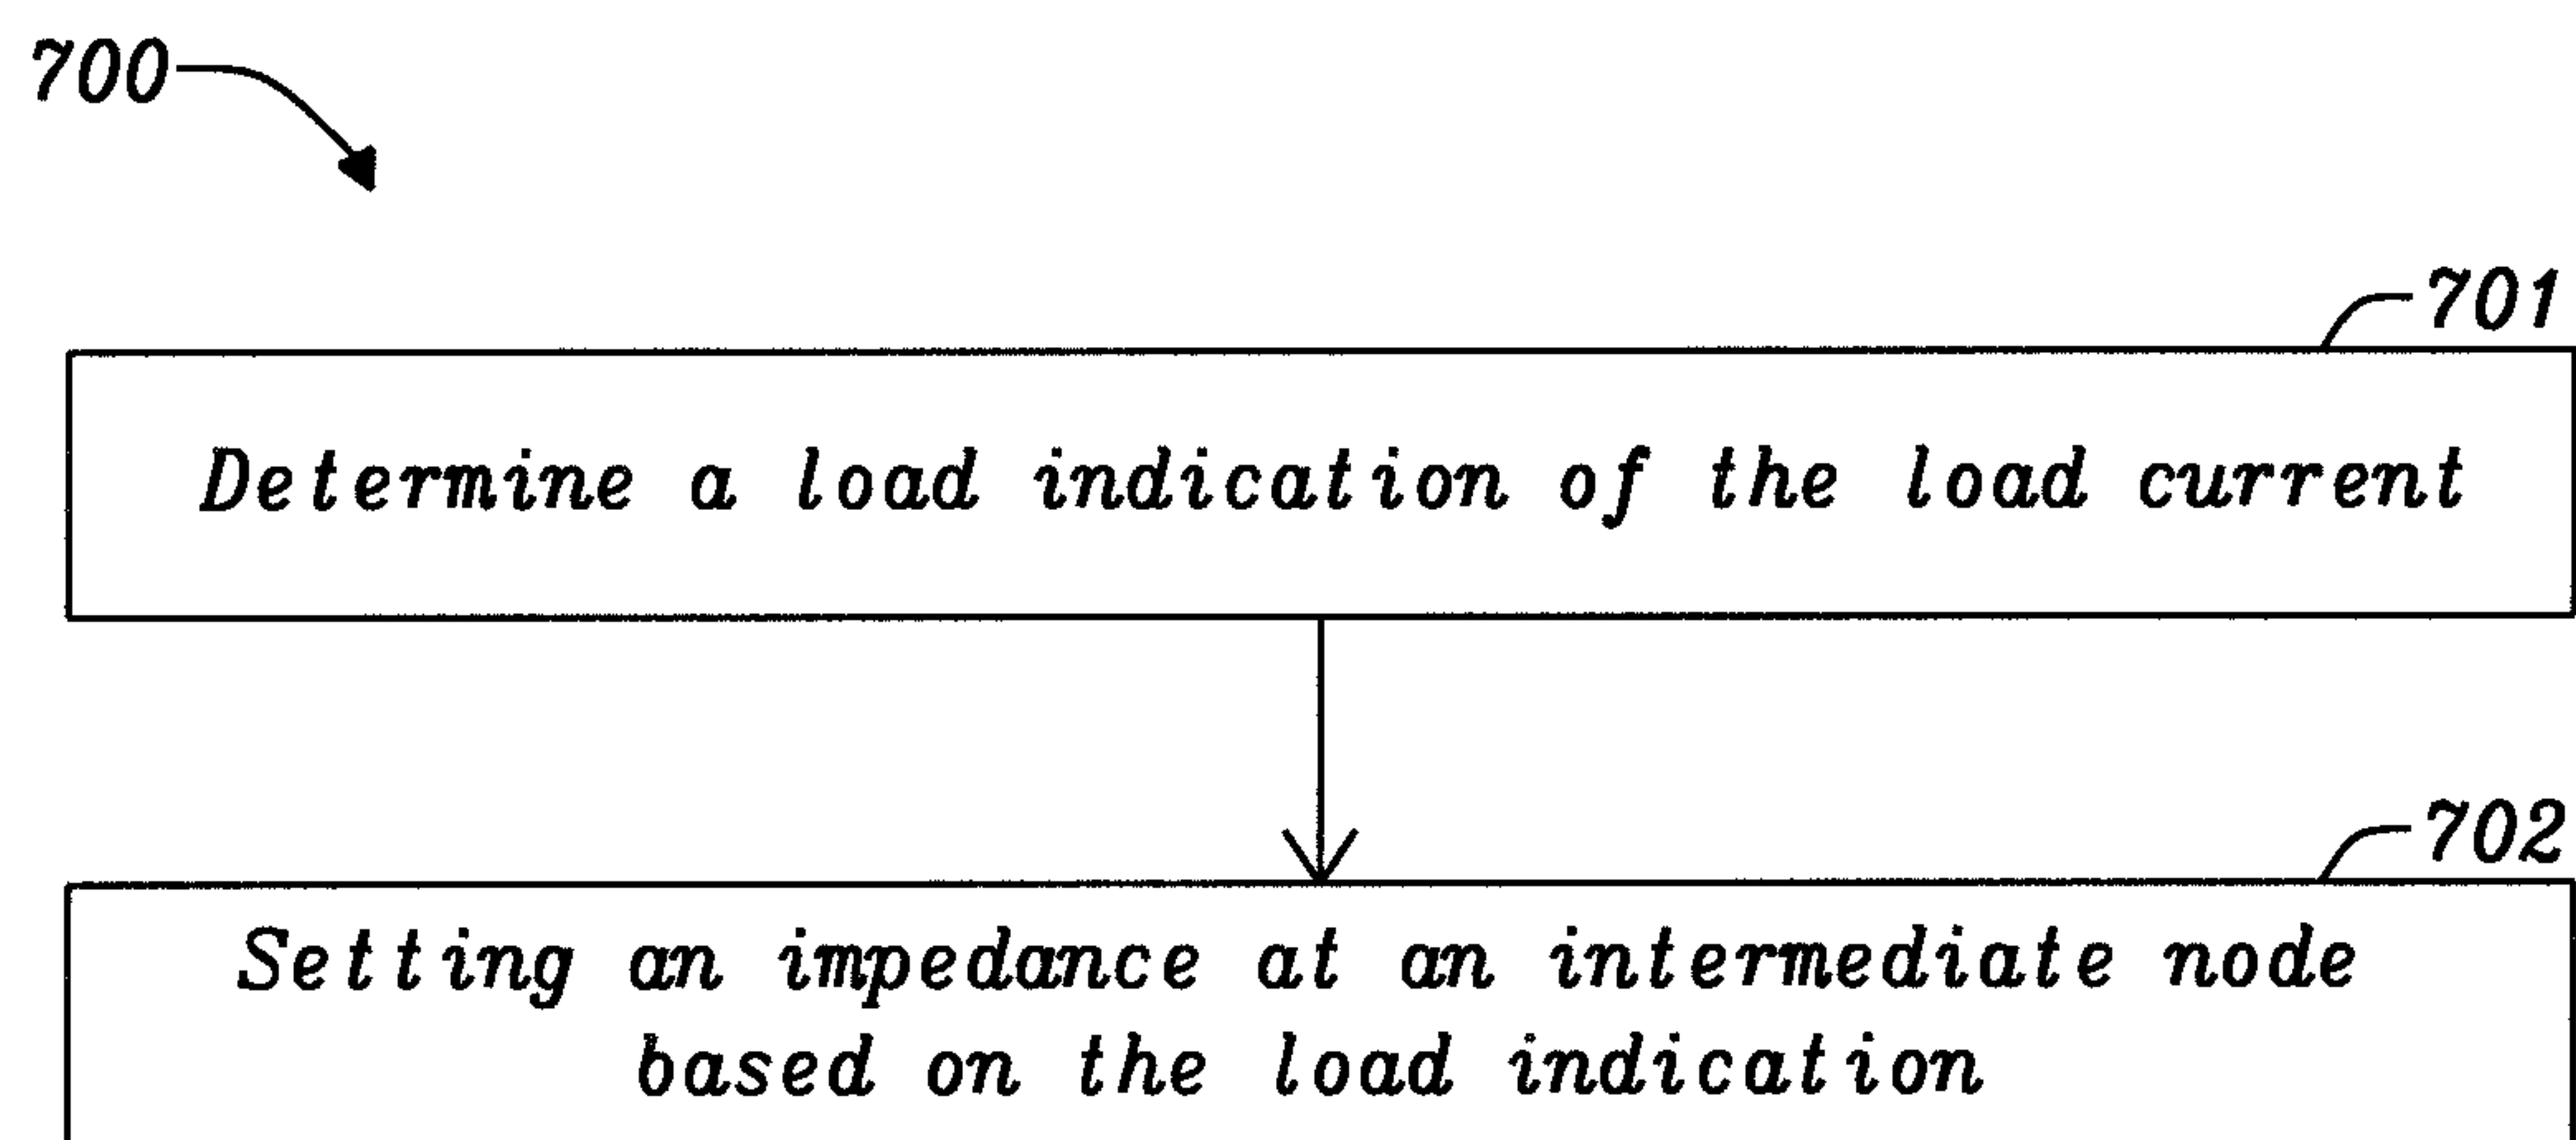 700
701
Determine a load indication of the load current
702
Setting an impedance at an intermediate node
based on the load indication